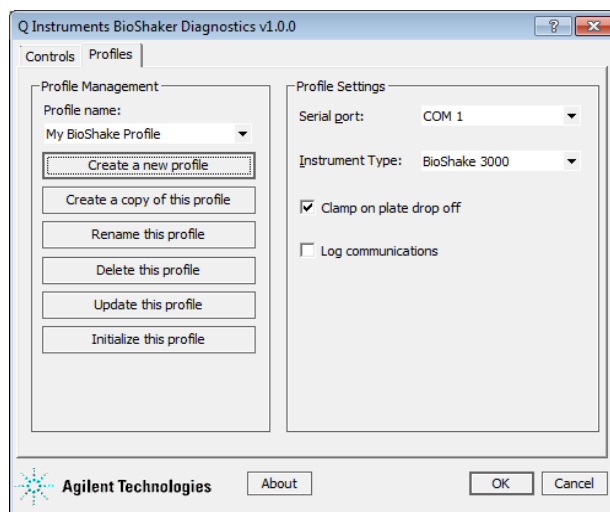 Q Instruments BioShaker Diagnostics v1.0.0
Controls
Profiles
Profile Management
Profile name:
My BioShake Profile
Create a new profile
Create a copy of this profile
Rename this profile
Delete this profile
Update this profile
Initialize this profile
Profile Settings
Serial port:
COM 1
Instrument Type:
BioShake 3000
Clamp on plate drop off
Log communications
Agilent Technologies
About
OK
Cancel